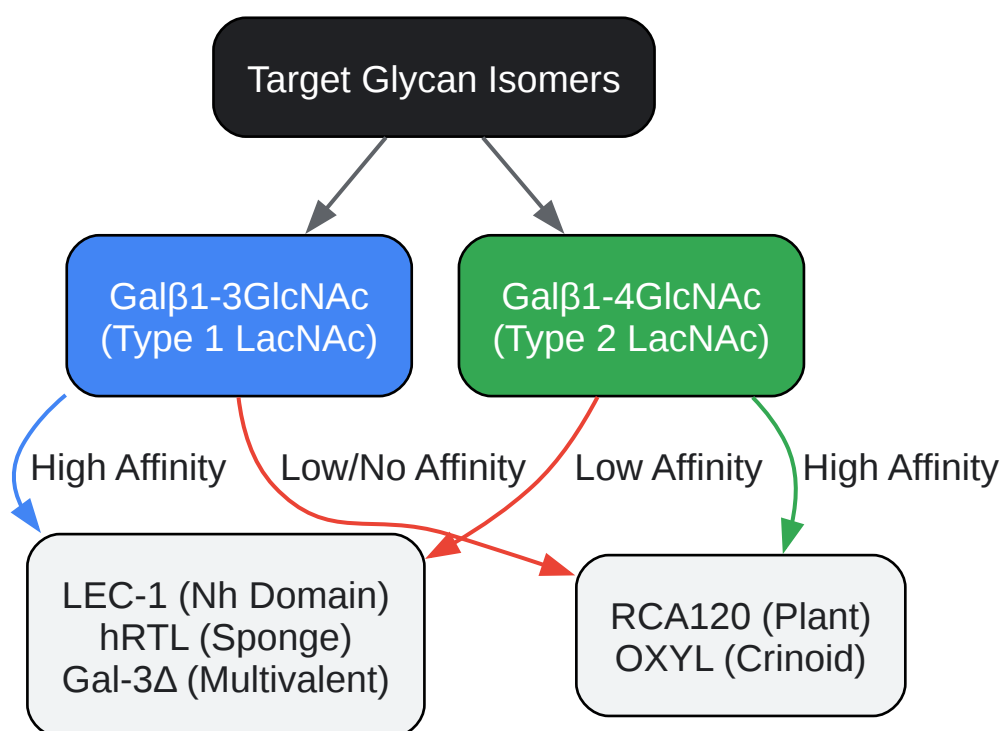 Target Glycan Isomers
Galβ1-3GlcNAc
(Type 1 LacNAc)
Galβ1-4GlcNAc
(Type 2 LacNAc)
High Affinity
Low/No Affinity
Low Affinity
High Affinity
LEC-1 (Nh Domain)
hRTL (Sponge)
Gal-3Δ (Multivalent)
RCA120 (Plant)
OXYL (Crinoid)